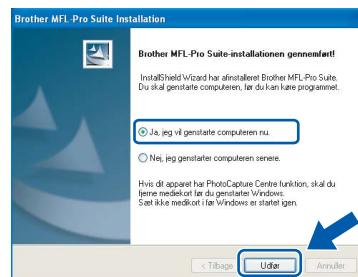 Brother MFL-Pro Suite Installation
Brother MFL-Pro Suite-installationen gennemført!
InstallShield Wizard har afinstalleret Brother MFL-Pro Suite.
Du skal genstarte computeren, før du kan køre programmet.
Ja, jeg vil genstarte computeren nu.
Nej, jeg genstarter computeren senere.
Hvis dit apparat har PhotoCapture Centre funktion, skal du
fjerne mediekort før du genstarter Windows.
Sæt ikke medikort i før Windows er startet igen.
< Tilbage
Udfør
Annuller